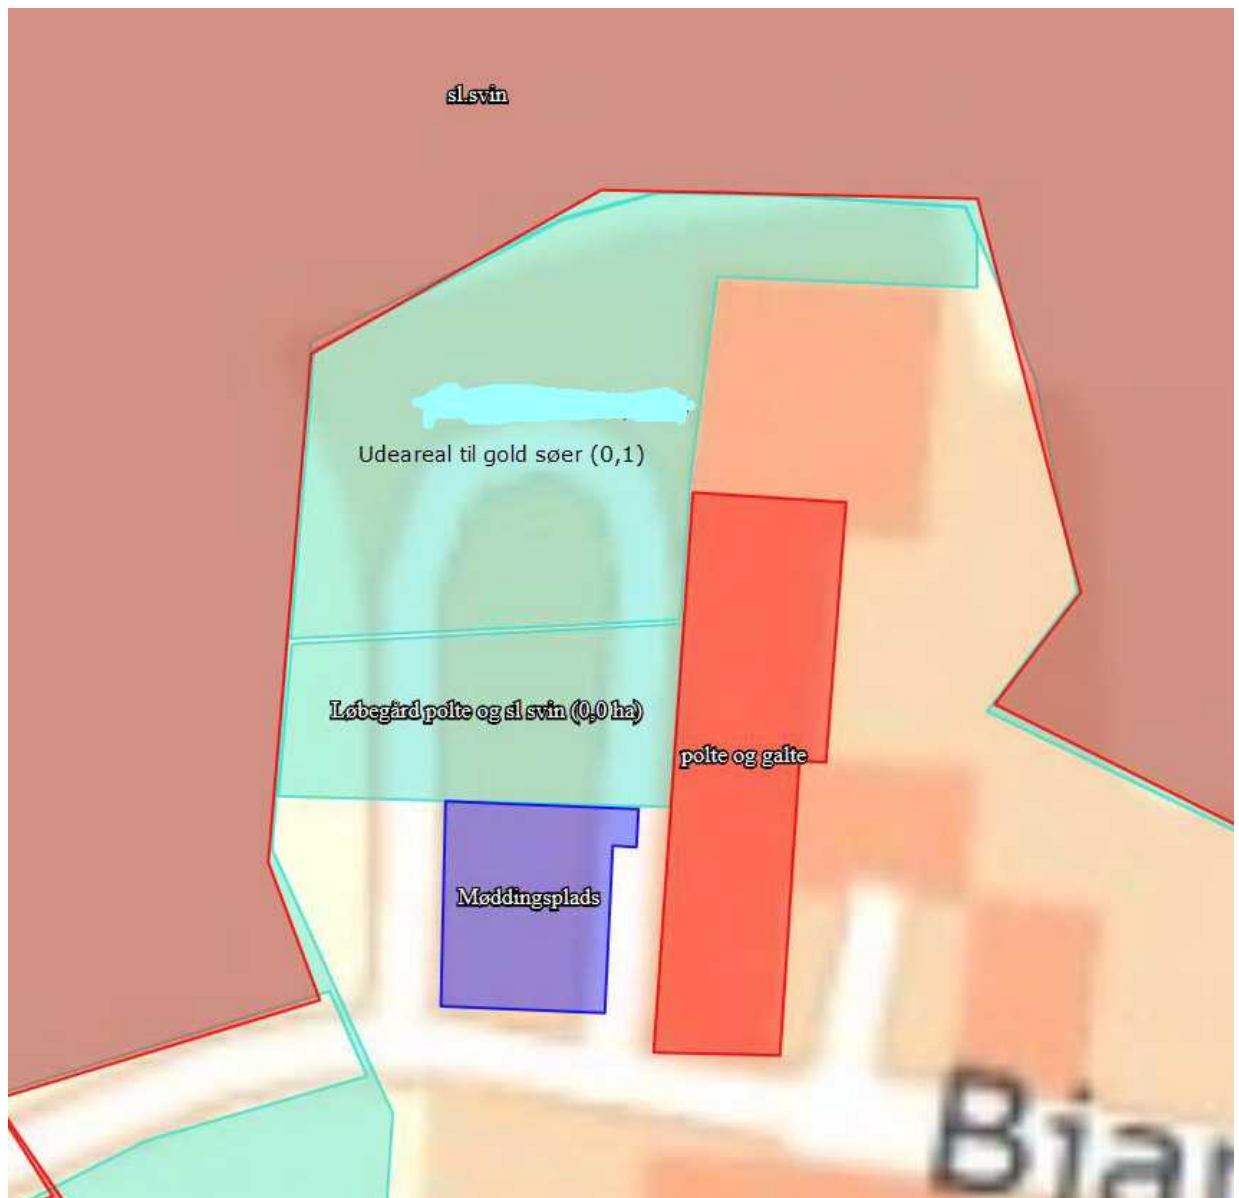 sl.svin
Udeareal til gold søer (0,1)
Løbegård polte og sl svin (0,0 ha)
polte og galte
Møddingsplads